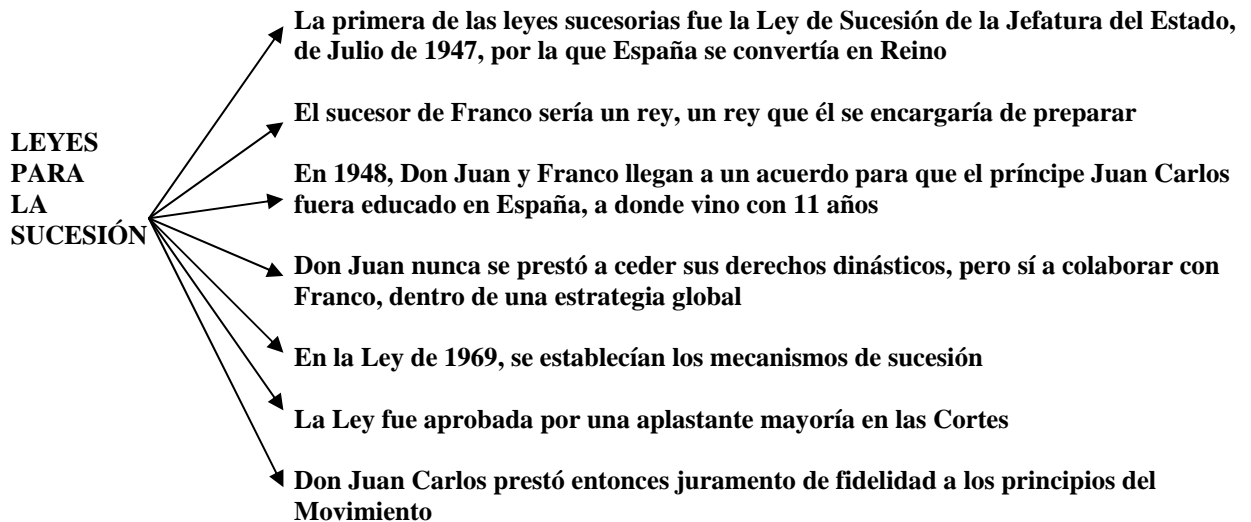 LEYES
PARA
LA
SUCESIÓN
La primera de las leyes sucesorias fue la Ley de Sucesión de la Jefatura del Estado,
de Julio de 1947, por la que España se convertía en Reino
El sucesor de Franco sería un rey, un rey que él se encargaría de preparar
En 1948, Don Juan y Franco llegan a un acuerdo para que el príncipe Juan Carlos
fuera educado en España, a donde vino con 11 años
Don Juan nunca se prestó a ceder sus derechos dinásticos, pero sí a colaborar con
Franco, dentro de una estrategia global
En la Ley de 1969, se establecían los mecanismos de sucesión
La Ley fue aprobada por una aplastante mayoría en las Cortes
Don Juan Carlos prestó entonces juramento de fidelidad a los principios del
Movimiento